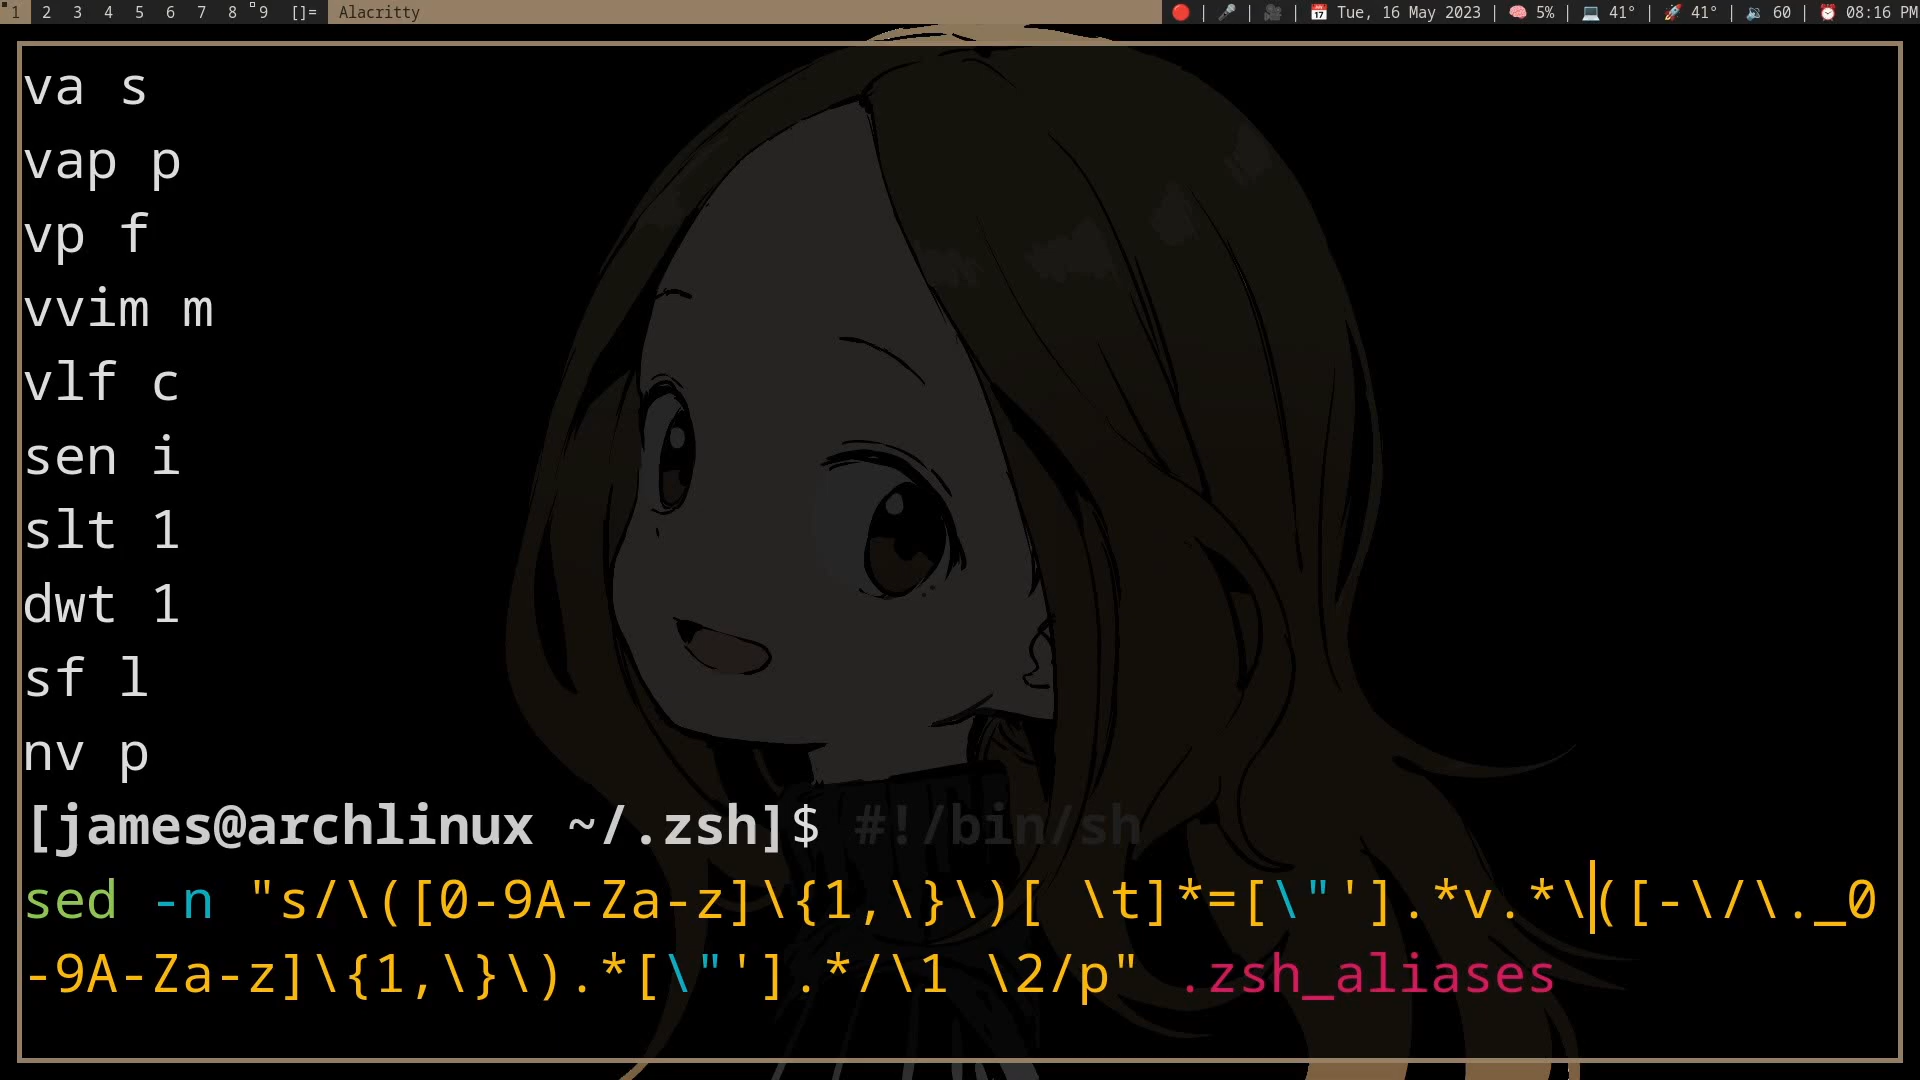 1 2 3 4 5 6 7 8 9 []= Alacritty 🔴 | 🎤 | 🎥 | 📅 Tue, 16 May 2023 | 🧠 5% | 💻 41° | 🚀 41° | 🔉 60 | ⏰ 08:16 PM
va s
vap p
vp f
vvim m
vlf c
sen i
slt 1
dwt 1
sf l
nv p
[james@archlinux ~/.zsh]$ #!/bin/sh
sed -n "s/\([0-9A-Za-z]\{1,\}\)[ \t]*=[\"'].*v.*\([-\/\._0
-9A-Za-z]\{1,\}\).*[\"'].*/\1 \2/p" .zsh_aliases